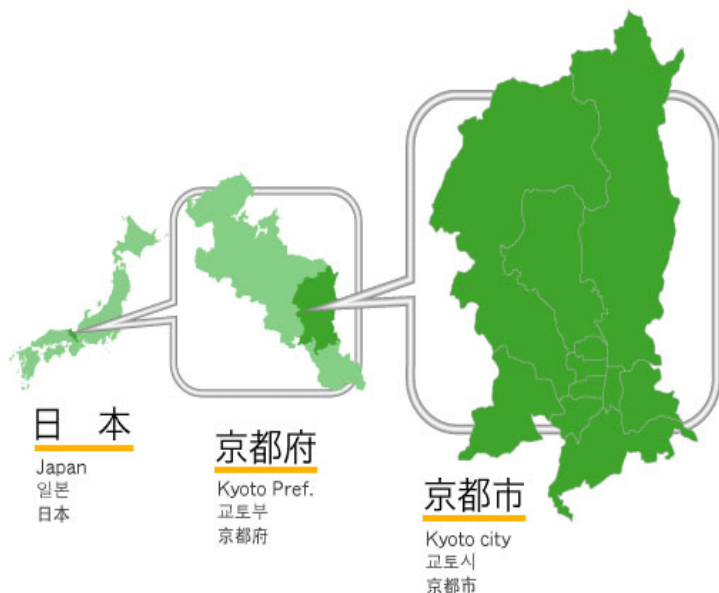 日 本
Japan
일본
日本
京都府
Kyoto Pref.
교토부
京都府
京都市
Kyoto city
교토시
京都市